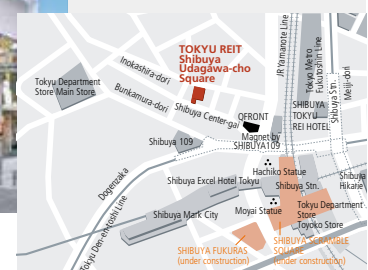 TOKYU REIT
Shibuya
Udagawa-cho
Square
JR Yamanote Line
Tokyo Metro
Fukutoshin Line
Shibuya Stn.
Meiji-dori
Inokashira-dori
Tokyu Department
Store Main Store
Bunkamura-dori
Shibuya Center-gai
QFRONT
SHIBUYA
TOKYU
REI HOTEL
Magnet by
SHIBUYA109
Shibuya 109
Hachiko Statue
Dogenzaka
Shibuya Excel Hotel Tokyu
Shibuya Stn.
Shibuya
Hikarie
Shibuya Mark City
Moyai Statue
Tokyu Department
Store
Toyoko Store
Tokyu Den-en-toshi Line
SHIBUYA FUKURAS
(under construction)
SHIBUYA SCRAMBLE
SQUARE
(under construction)